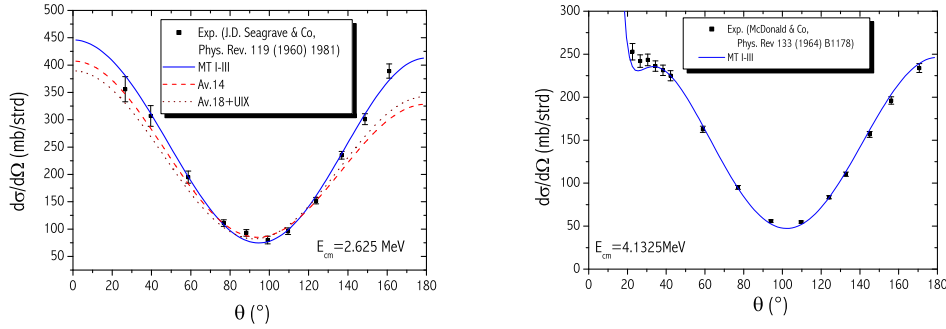 Exp. (J.D. Seagrave & Co,
Phys. Rev. 119 (1960) 1981)
MT I-III
Av.14
Av.18+UIX
dσ/dΩ (mb/strd)
500
450
400
350
300
250
200
150
100
50
E_cm=2.625 MeV
0 20 40 60 80 100 120 140 160 180
θ (°)
Exp. (McDonald & Co,
Phys. Rev 133 (1964) B1178)
MT I-III
dσ/dΩ (mb/strd)
300
250
200
150
100
50
0
E_cm=4.1325MeV
0 20 40 60 80 100 120 140 160 180
θ (°)